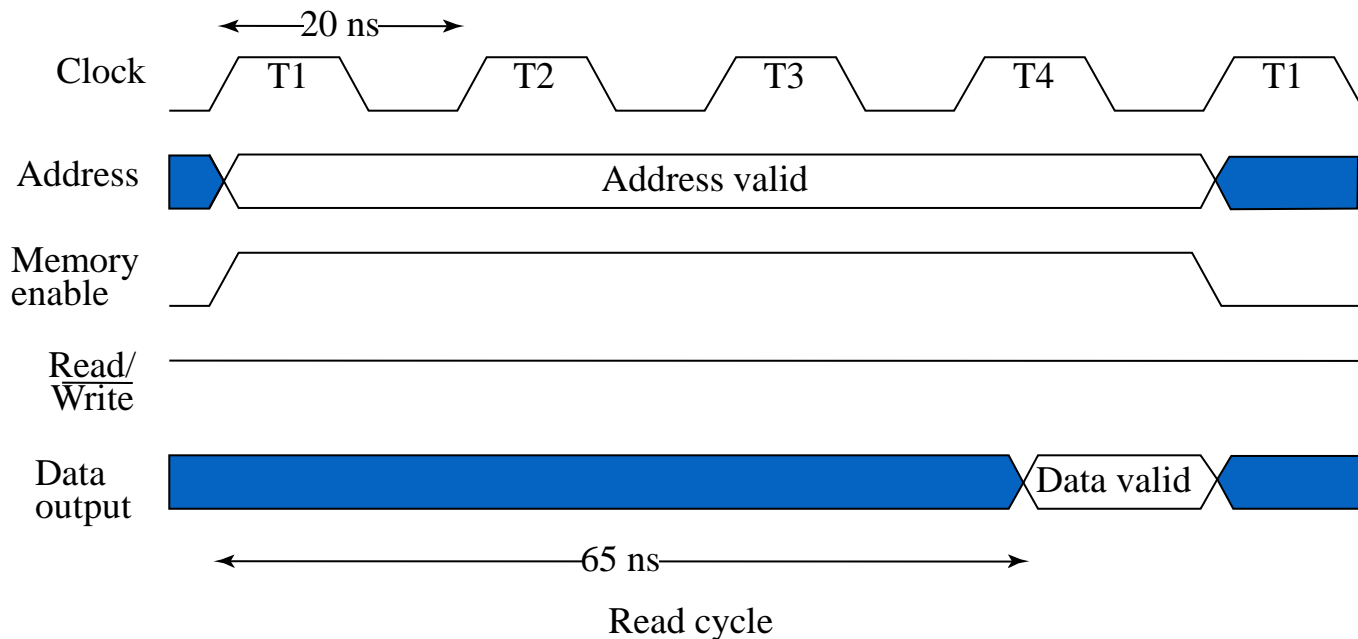 20 ns
Clock
T1
T2
T3
T4
T1
Address
Address valid
Memory
enable
Read/
Write
Data
output
Data valid
65 ns
Read cycle